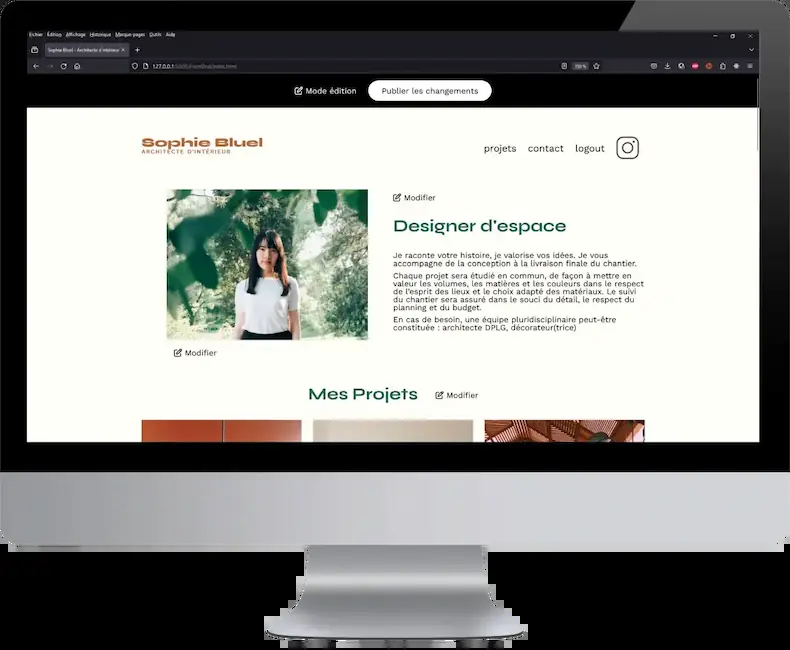 Fichier Édition Affichage Historique Marque-pages Outils Aide
Sophie Bluel - Architecte d'intérieur
127.0.0.1
150 %
Mode édition Publier les changements
Sophie Bluel
ARCHITECTE D'INTÉRIEUR
projets contact logout
Modifier
Designer d'espace
Je raconte votre histoire, je valorise vos idées. Je vous
accompagne de la conception à la livraison finale du chantier.
Chaque projet sera étudié en commun, de façon à mettre en
valeur les volumes, les matières et les couleurs dans le respect
de l'esprit des lieux et le choix adapté des matériaux. Le suivi
du chantier sera assuré dans le souci du détail, le respect du
planning et du budget.
En cas de besoin, une équipe pluridisciplinaire peut-être
constituée : architecte DPLG, décorateur(trice)
Modifier
Mes Projets Modifier